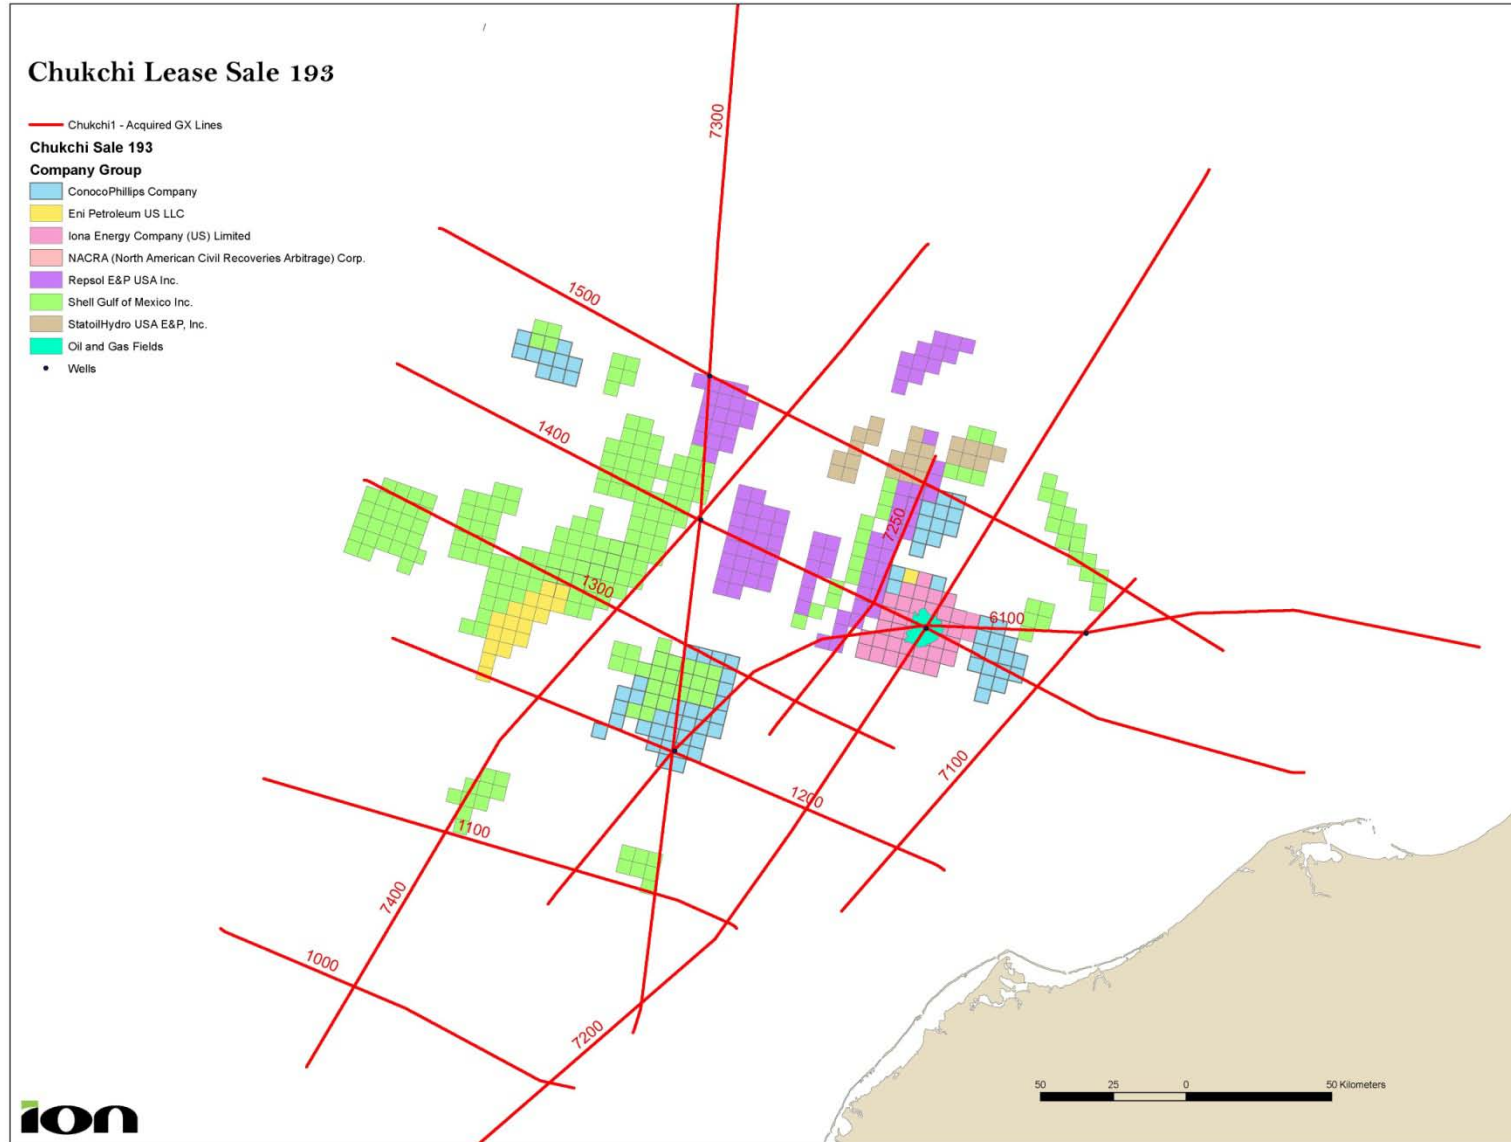 Chukchi Lease Sale 193
Chukchi1 - Acquired GX Lines
Chukchi Sale 193
Company Group
ConocoPhillips Company
Eni Petroleum US LLC
Iona Energy Company (US) Limited
NACRA (North American Civil Recoveries Arbitrage) Corp.
Repsol E&P USA Inc.
Shell Gulf of Mexico Inc.
StatoilHydro USA E&P, Inc.
Oil and Gas Fields
Wells
7300
1500
1400
7250
1300
6100
7100
1200
1100
7400
1000
7200
50 25 0 50 Kilometers
ion